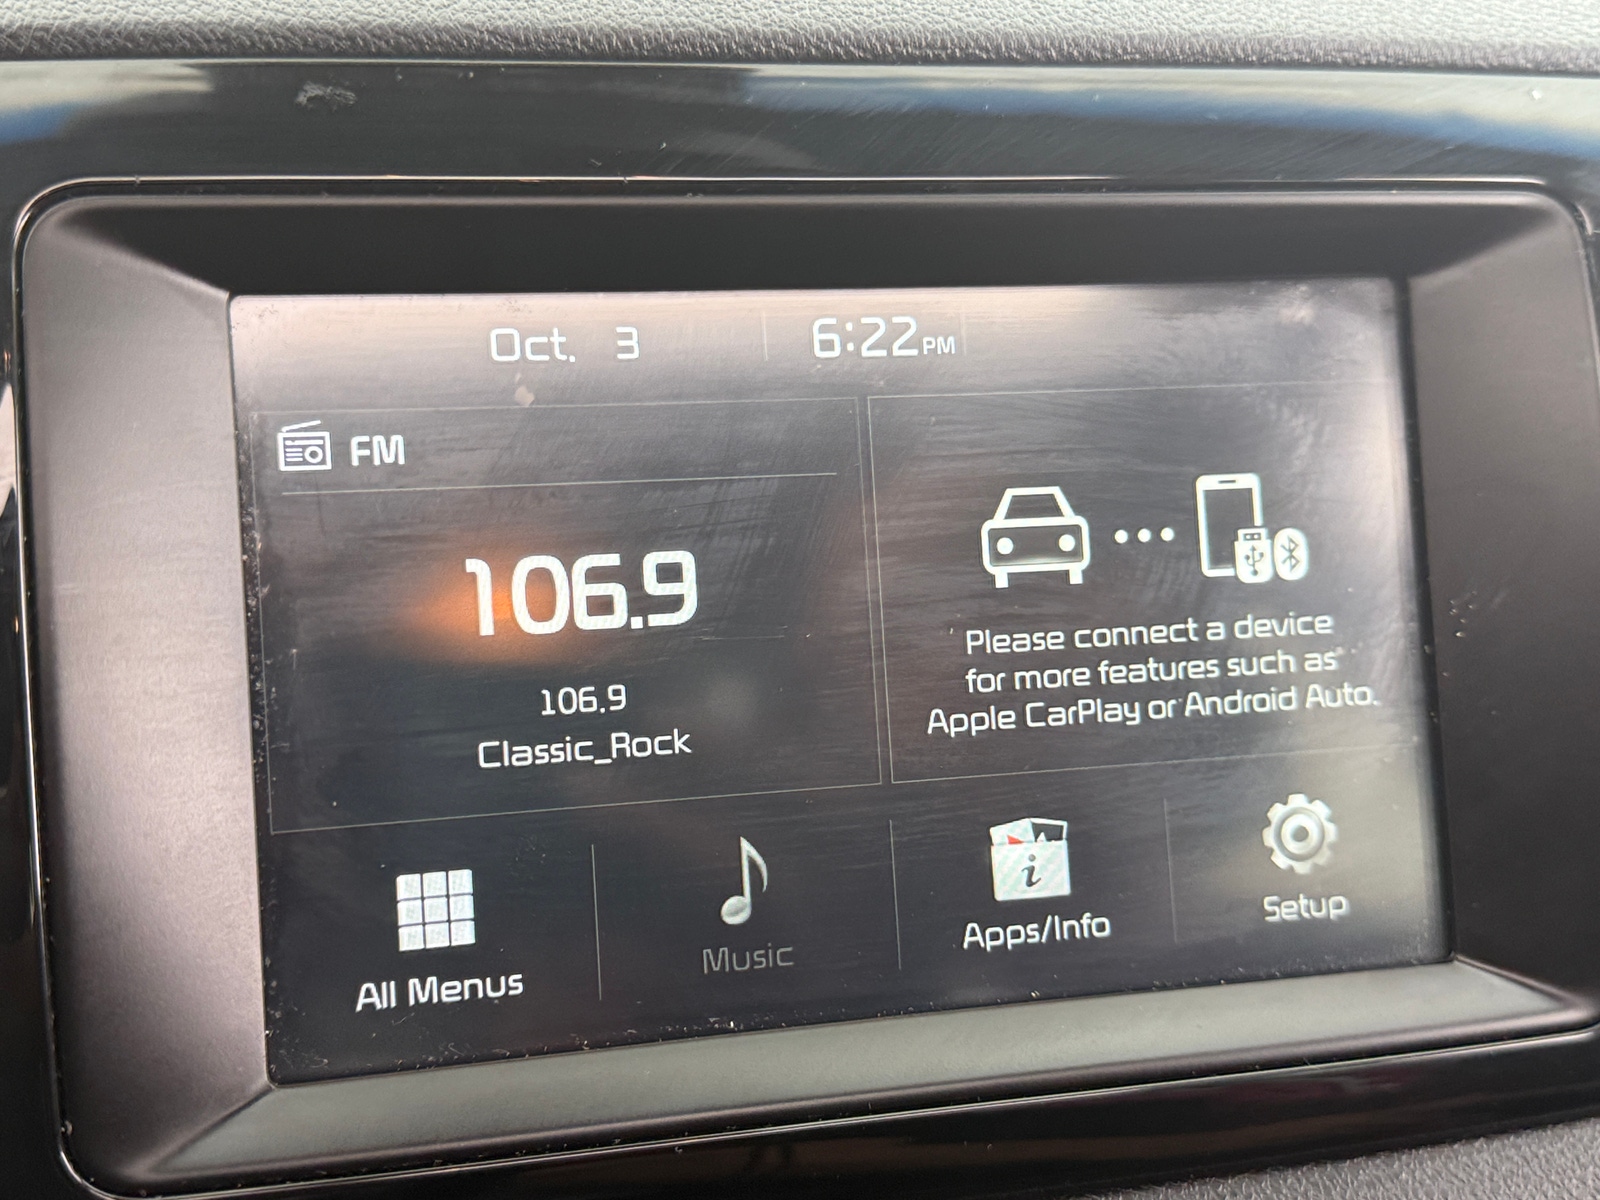 Oct. 3 6:22PM
FM
106.9
106.9
Classic_Rock
Please connect a device
for more features such as
Apple CarPlay or Android Auto.
All Menus
Music
i
Apps/Info
Setup